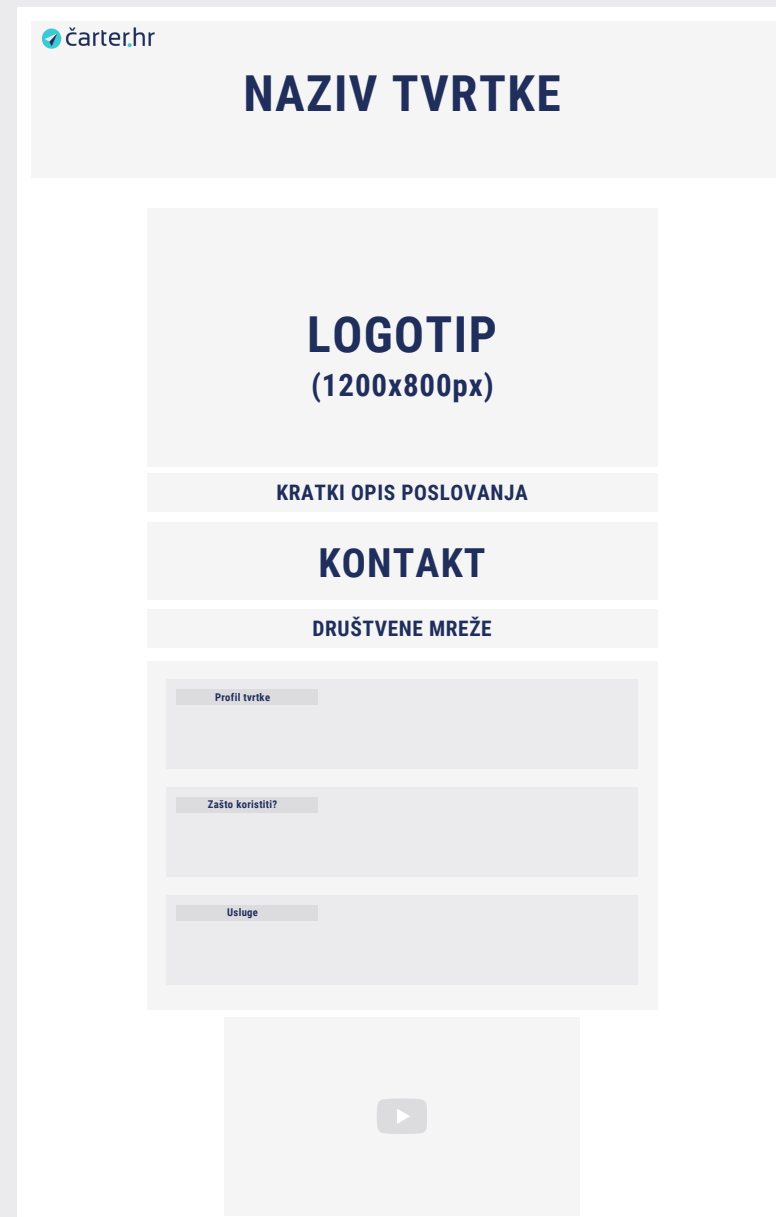 čarter.hr
NAZIV TVRTKE
LOGOTIP
(1200x800px)
KRATKI OPIS POSLOVANJA
KONTAKT
DRUŠTVENE MREŽE
Profil tvrtke
Zašto koristiti?
Usluge